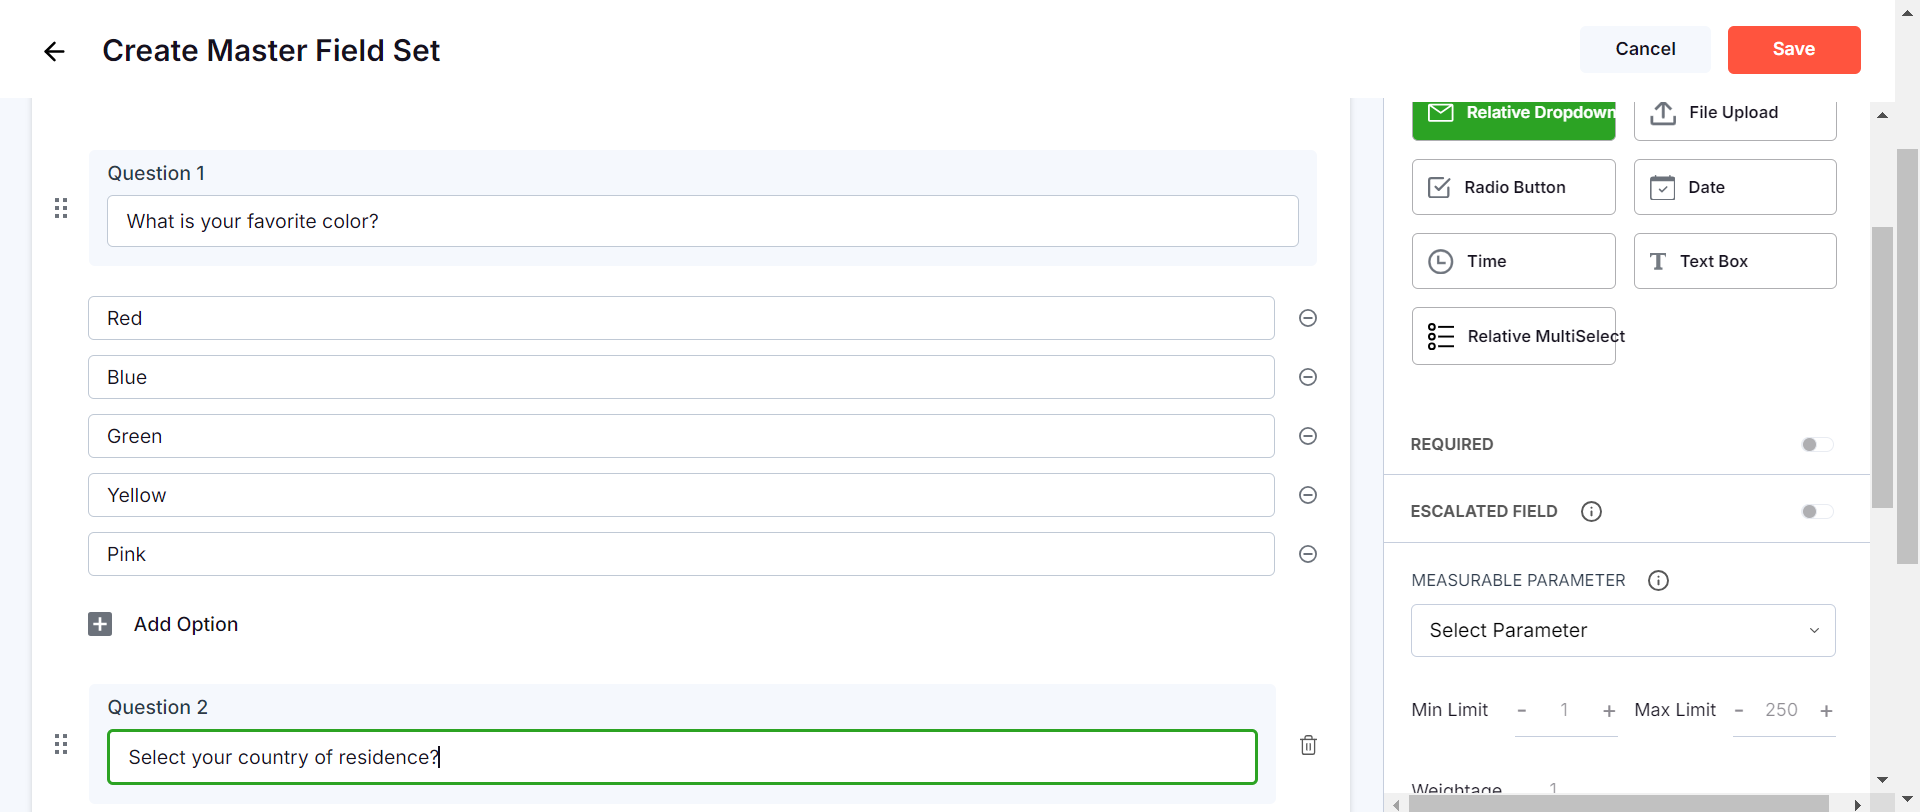 Create Master Field Set
Cancel
Save
Question 1
What is your favorite color?
Red
Blue
Green
Yellow
Pink
Add Option
Question 2
Select your country of residence?
Relative Dropdown
File Upload
Radio Button
Date
Time
Text Box
Relative MultiSelect
REQUIRED
ESCALATED FIELD
MEASURABLE PARAMETER
Select Parameter
Min Limit - 1 + Max Limit - 250 +
Weightage 1